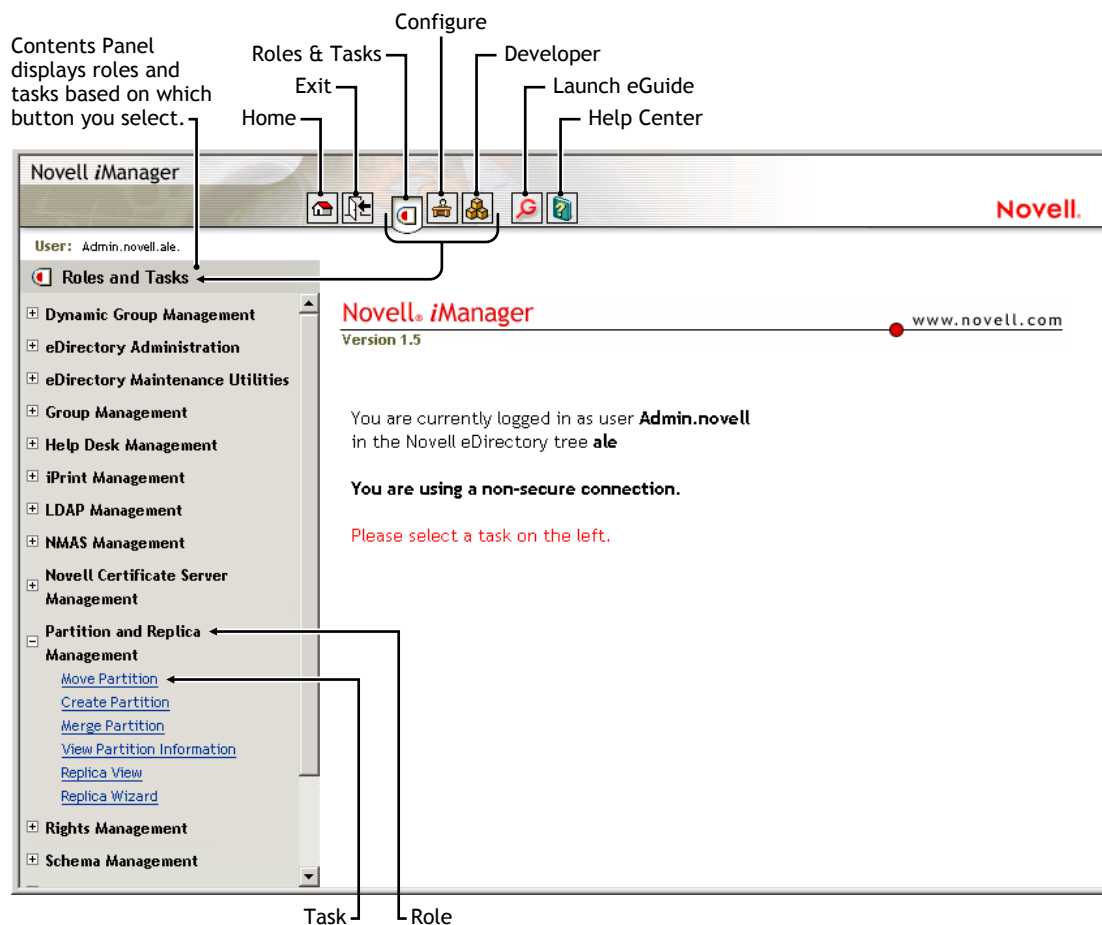 Configure
Contents Panel
displays roles and
tasks based on which
button you select.
Roles & Tasks
Developer
Exit
Launch eGuide
Home
Help Center
Novell iManager
Novell.
User: Admin.novell.ale.
Roles and Tasks
Dynamic Group Management
eDirectory Administration
eDirectory Maintenance Utilities
Group Management
Help Desk Management
iPrint Management
LDAP Management
NMAS Management
Novell Certificate Server
Management
Partition and Replica
Management
Move Partition
Create Partition
Merge Partition
View Partition Information
Replica View
Replica Wizard
Rights Management
Schema Management
Novell® iManager
www.novell.com
Version 1.5
You are currently logged in as user Admin.novell
in the Novell eDirectory tree ale
You are using a non-secure connection.
Please select a task on the left.
Task
Role